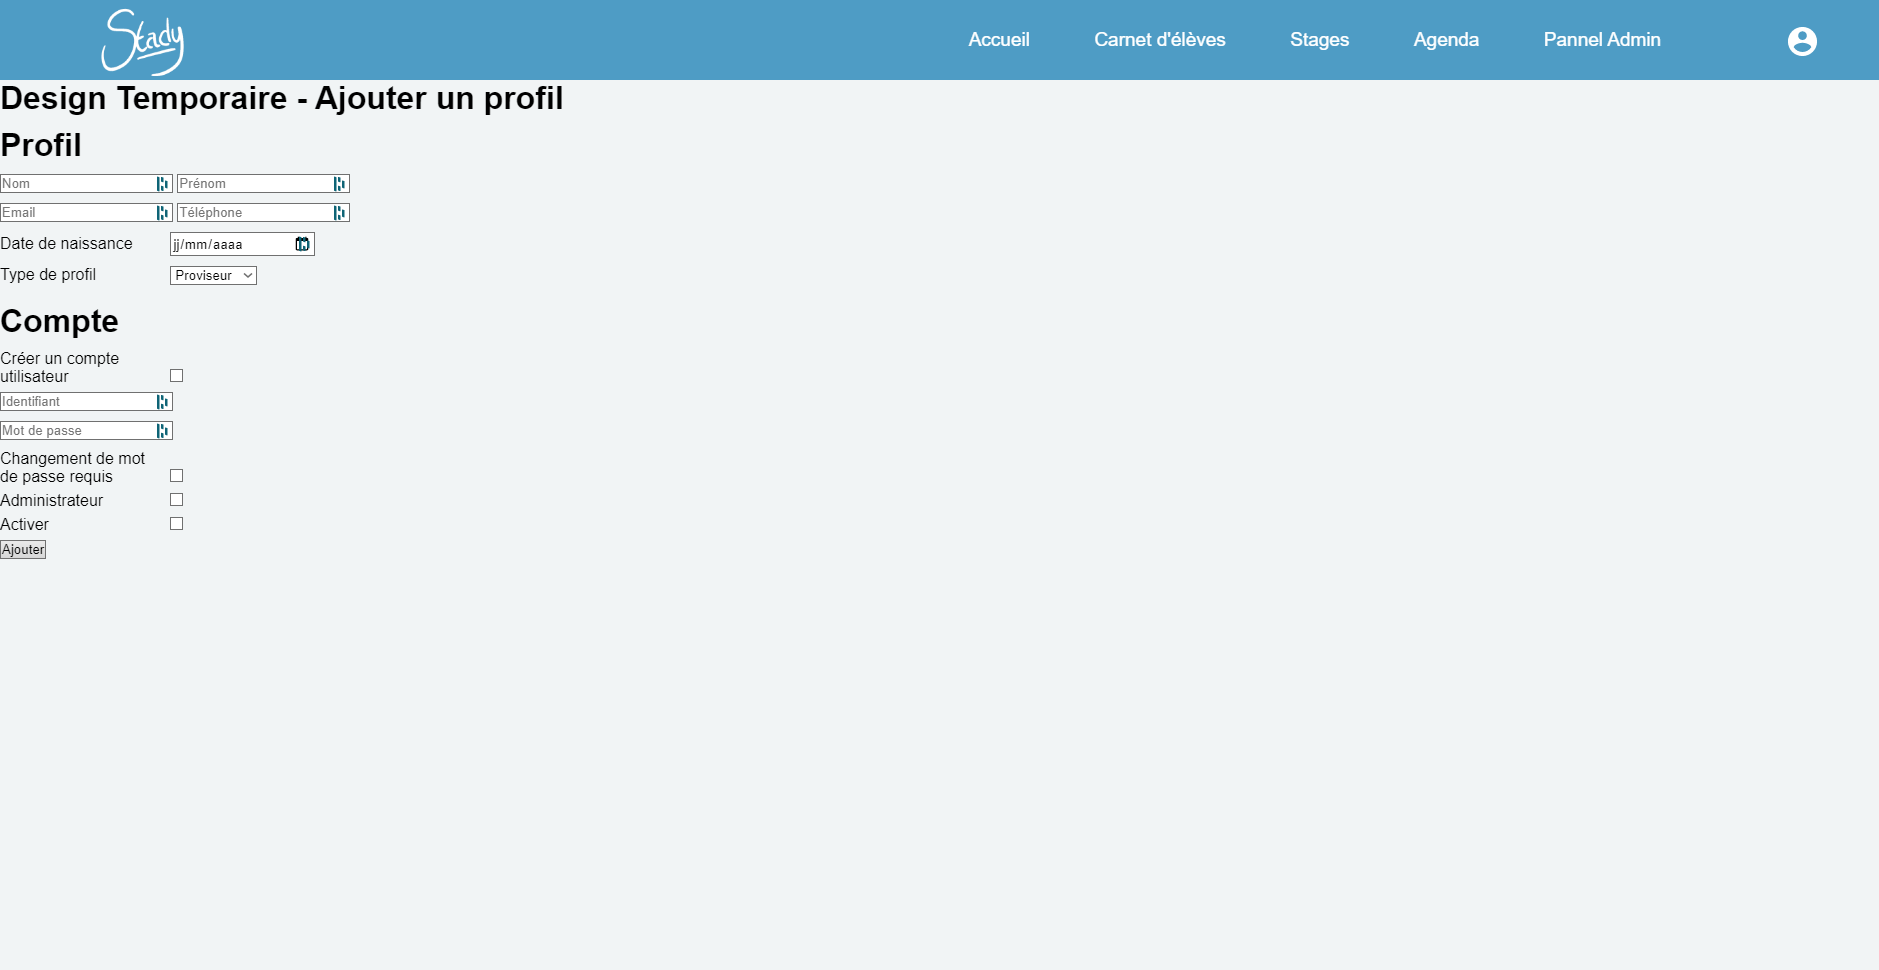 Stady
Accueil Carnet d'élèves Stages Agenda Pannel Admin
Design Temporaire - Ajouter un profil
Profil
Nom Prénom
Email Téléphone
Date de naissance jj/mm/aaaa
Type de profil Proviseur
Compte
Créer un compte
utilisateur
Identifiant
Mot de passe
Changement de mot
de passe requis
Administrateur
Activer
Ajouter